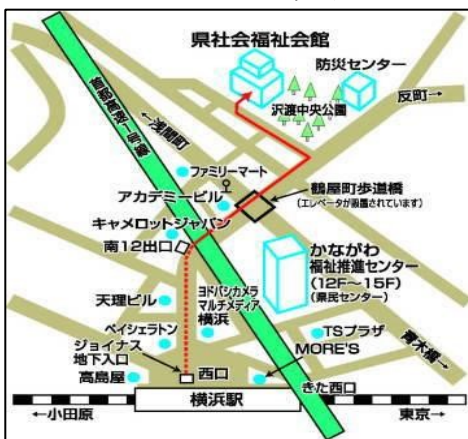 県社会福祉会館
防災センター
沢渡中央公園
反町→
←浅間町
ファミリーマート
アカデミービル
鶴屋町歩道橋
(エレベータが設置されています)
キャメロットジャパン
南12出口
かながわ
福祉推進センター
(12F~15F)
(県民センター)
天理ビル
ヨドバシカメラ
マルチメディア
横浜
ベイシェラトン
TSプラザ
青木橋→
ジョイナス
地下入口
MORE'S
高島屋
西口
きた西口
横浜駅
←小田原
東京→